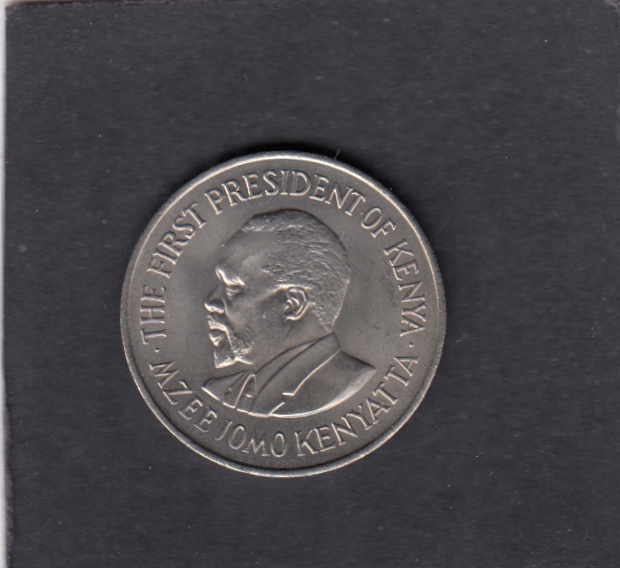 · THE FIRST PRESIDENT OF KENYA ·
MZEE JOMO KENYATTA